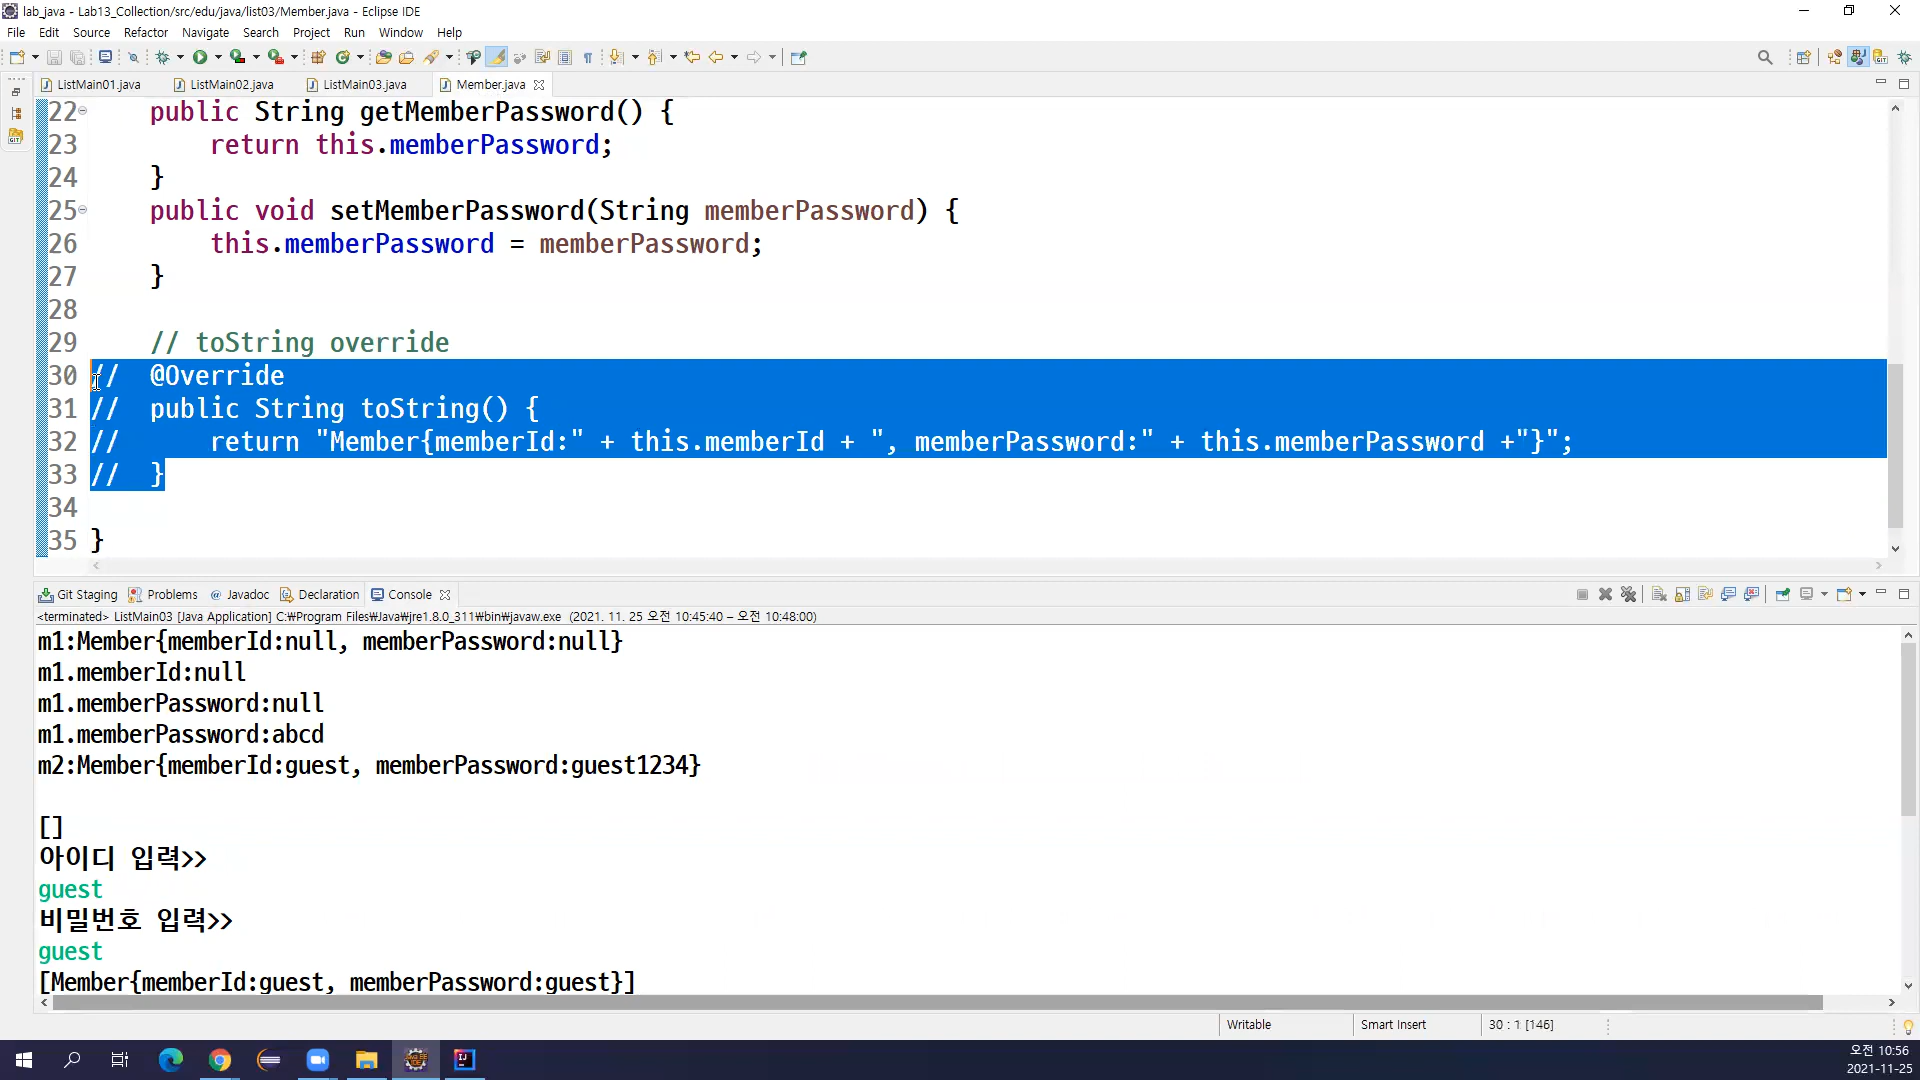 lab_java - Lab13_Collection/src/edu/java/list03/Member.java - Eclipse IDE
File Edit Source Refactor Navigate Search Project Run Window Help
ListMain01.java ListMain02.java ListMain03.java Member.java
22 public String getMemberPassword() {
23 return this.memberPassword;
24 }
25 public void setMemberPassword(String memberPassword) {
26 this.memberPassword = memberPassword;
27 }
28
29 // toString override
30 // @Override
31 // public String toString() {
32 // return "Member{memberId:" + this.memberId + ", memberPassword:" + this.memberPassword +"}";
33 // }
34
35 }
Git Staging Problems @ Javadoc Declaration Console
<terminated> ListMain03 [Java Application] C:₩Program Files₩Java₩jre1.8.0_311₩bin₩javaw.exe (2021. 11. 25 오전 10:45:40 – 오전 10:48:00)
m1:Member{memberId:null, memberPassword:null}
m1.memberId:null
m1.memberPassword:null
m1.memberPassword:abcd
m2:Member{memberId:guest, memberPassword:guest1234}
[]
아이디 입력>>
guest
비밀번호 입력>>
guest
[Member{memberId:guest, memberPassword:guest}]
Writable Smart Insert 30 : 1 [146]
오전 10:56
2021-11-25